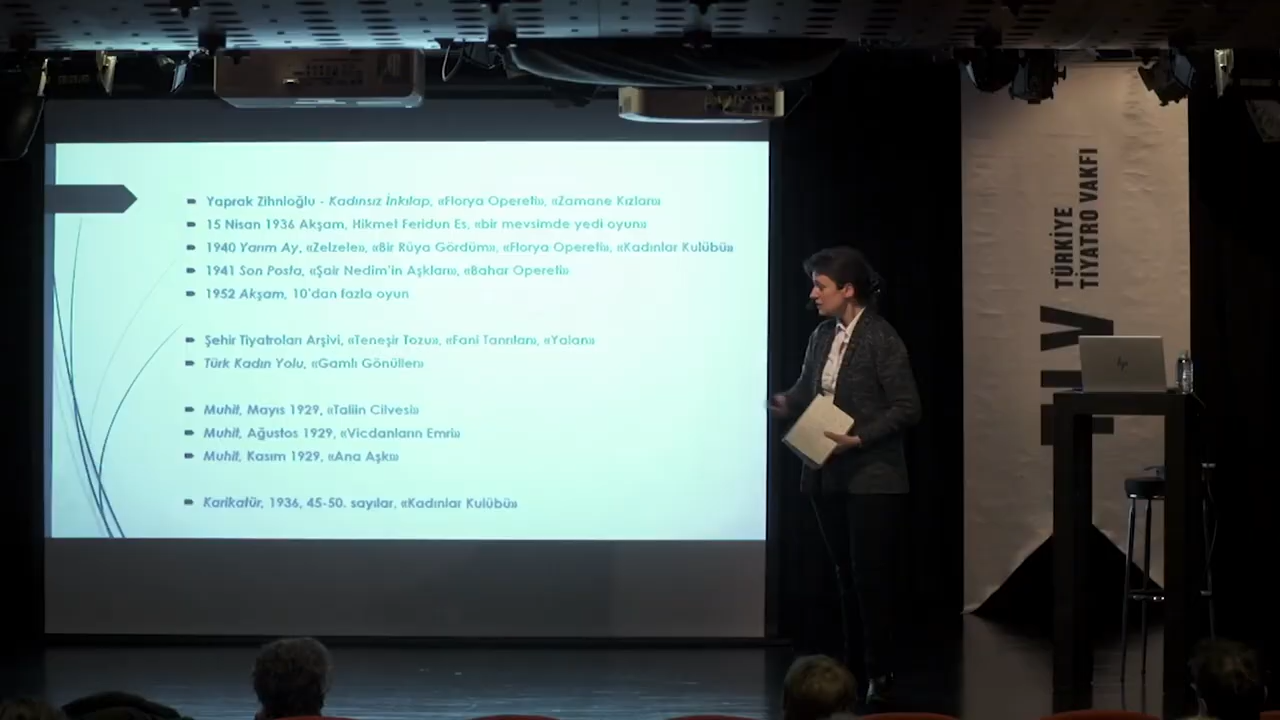 Yaprak Zihnioğlu - Kadınsız İnkılap, «Florya Opereti», «Zamane Kızları»
15 Nisan 1936 Akşam, Hikmet Feridun Es, «bir mevsimde yedi oyun»
1940 Yarım Ay, «Zelzele», «Bir Rüya Gördüm», «Florya Opereti», «Kadınlar Kulübü»
1941 Son Posta, «Şair Nedim'in Aşkları», «Bahar Opereti»
1952 Akşam, 10'dan fazla oyun
Şehir Tiyatroları Arşivi, «Teneşir Tozu», «Fani Tanrılar», «Yalan»
Türk Kadın Yolu, «Gamlı Gönüller»
Muhit, Mayıs 1929, «Taliin Cilvesi»
Muhit, Ağustos 1929, «Vicdanların Emri»
Muhit, Kasım 1929, «Ana Aşkı»
Karikatür, 1936, 45-50. sayılar, «Kadınlar Kulübü»
TÜRKİYE
TİYATRO VAKFI
hp